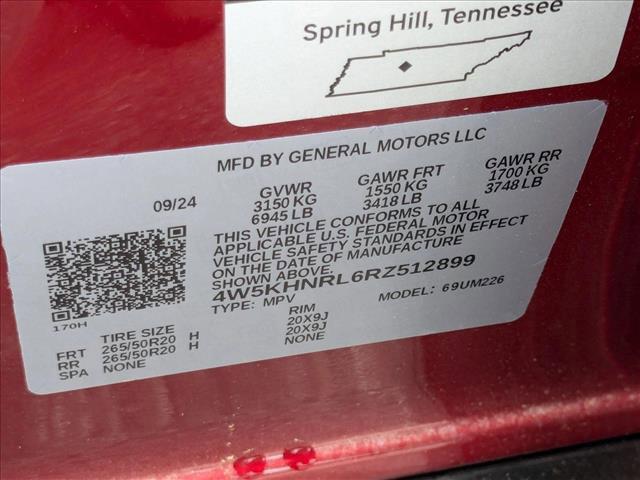 Spring Hill, Tennessee
MFD BY GENERAL MOTORS LLC
09/24 GVWR GAWR FRT GAWR RR
3150 KG 1550 KG 1700 KG
6945 LB 3418 LB 3748 LB
THIS VEHICLE CONFORMS TO ALL
APPLICABLE U.S. FEDERAL MOTOR
VEHICLE SAFETY STANDARDS IN EFFECT
ON THE DATE OF MANUFACTURE
SHOWN ABOVE
4W5KHNRL6RZ512899
TYPE: MPV MODEL: 69UM226
170H
TIRE SIZE RIM
FRT 265/50R20 H 20X9J
RR 265/50R20 H 20X9J
SPA NONE NONE